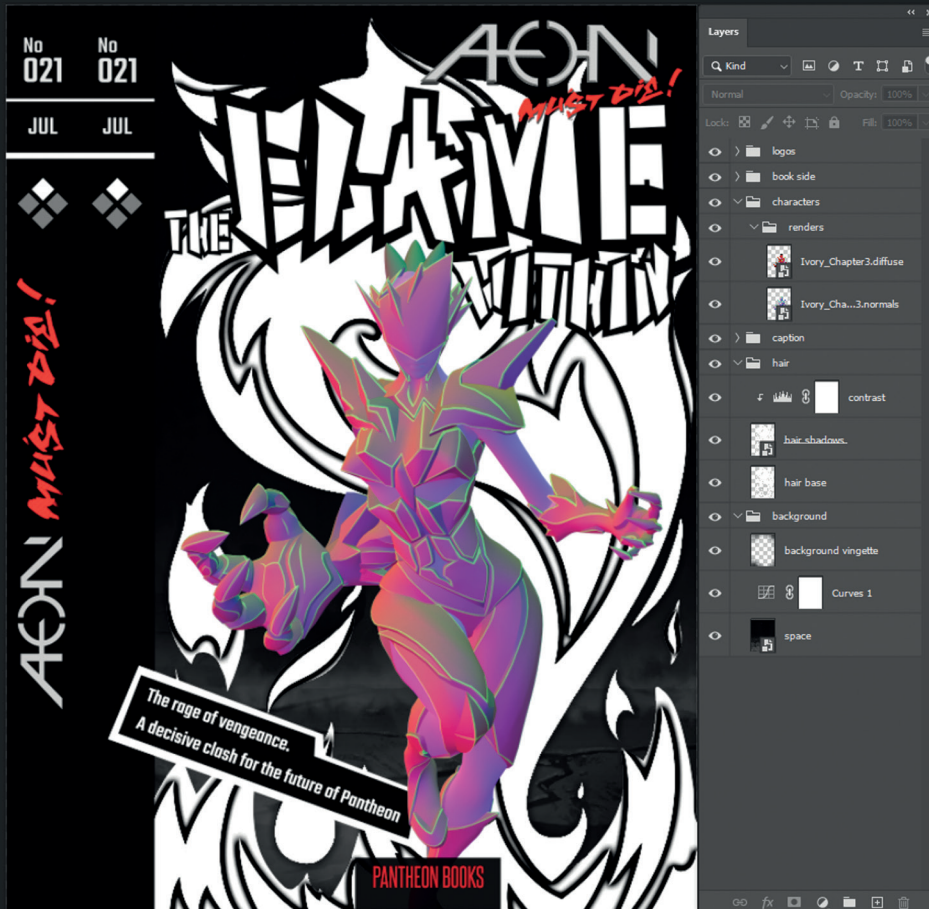 No
021
No
021
JUL
JUL
AEON
MUST DIE!
THE
FLAME
WITHIN
AEON MUST DIE!
The rage of vengeance.
A decisive clash for the future of Pantheon
PANTHEON BOOKS
Layers
Kind
Normal
Opacity: 100%
Lock:
Fill: 100%
logos
book side
characters
renders
Ivory_Chapter3.diffuse
Ivory_Cha...3.normals
caption
hair
contrast
hair shadows
hair base
background
background vingette
Curves 1
space
fx